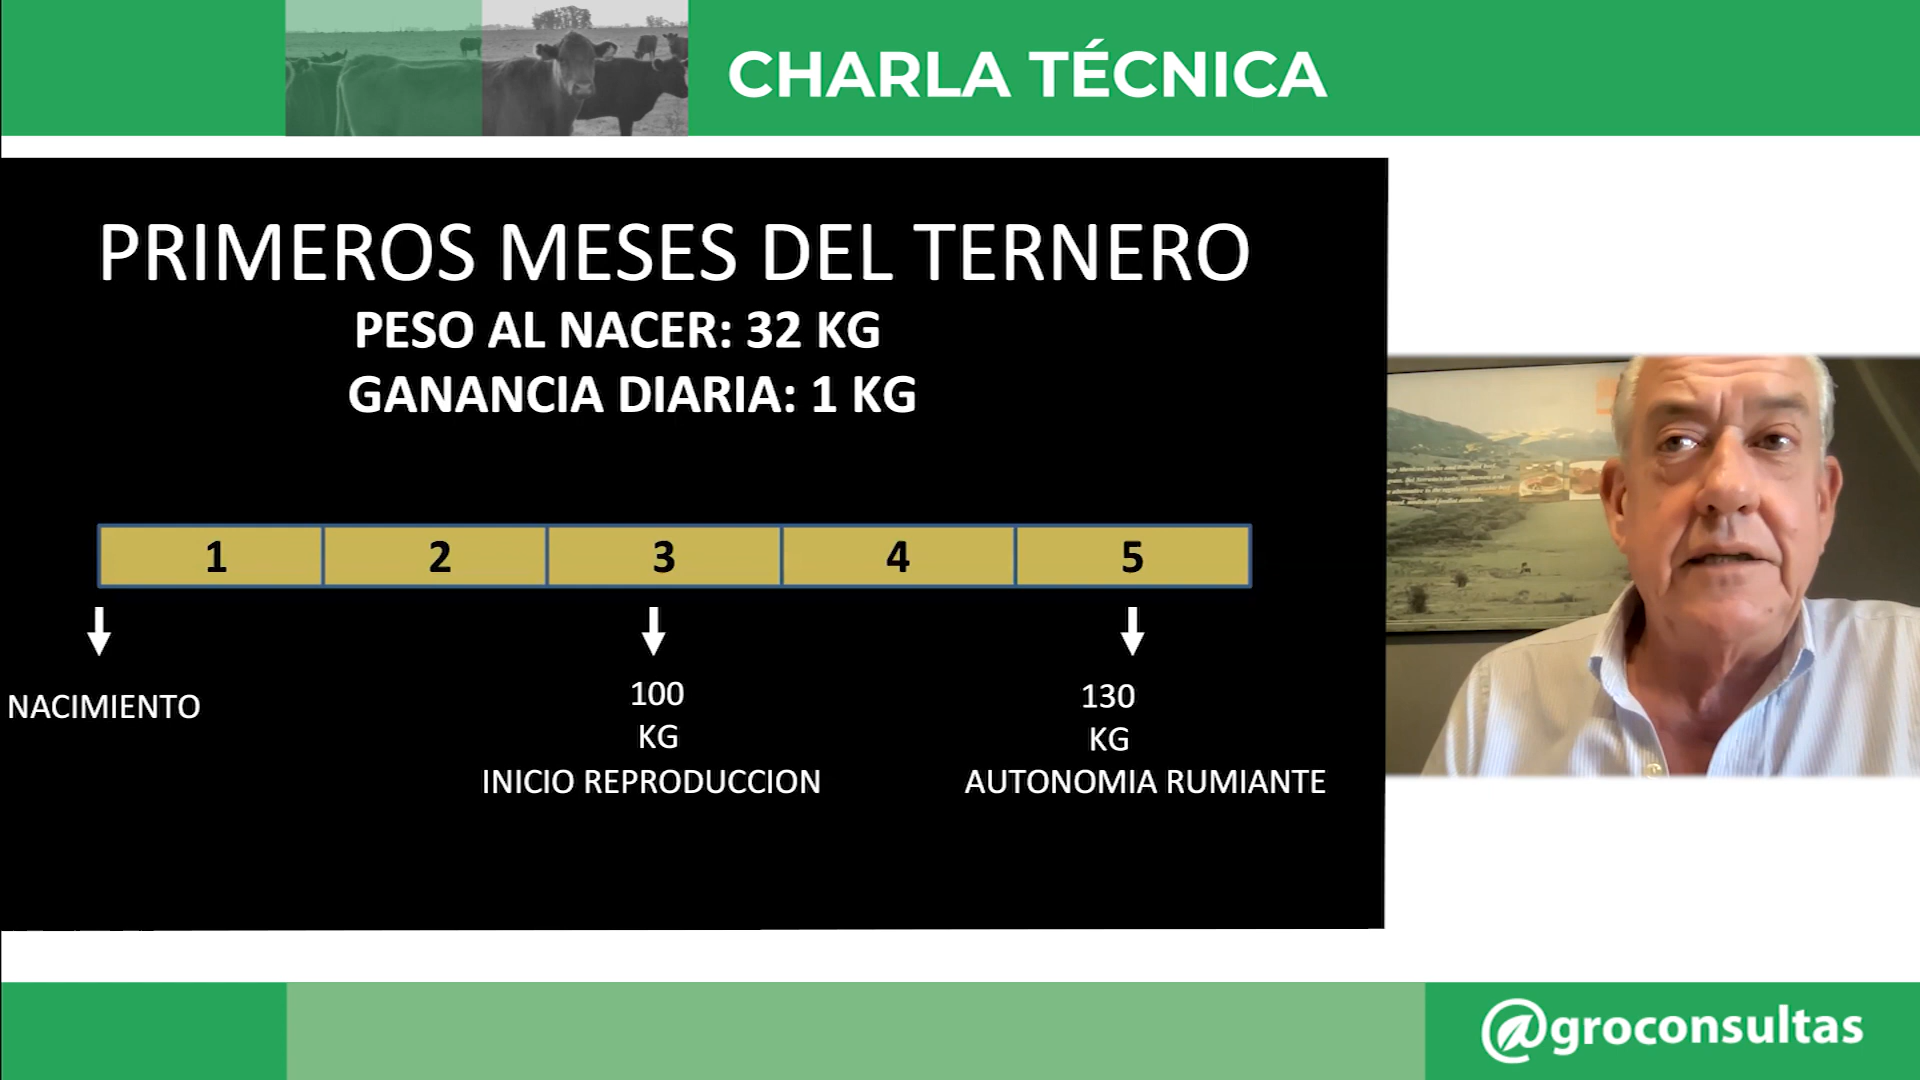 CHARLA TÉCNICA
PRIMEROS MESES DEL TERNERO
PESO AL NACER: 32 KG
GANANCIA DIARIA: 1 KG
1 2 3 4 5
NACIMIENTO
100
KG
INICIO REPRODUCCION
130
KG
AUTONOMIA RUMIANTE
@groconsultas